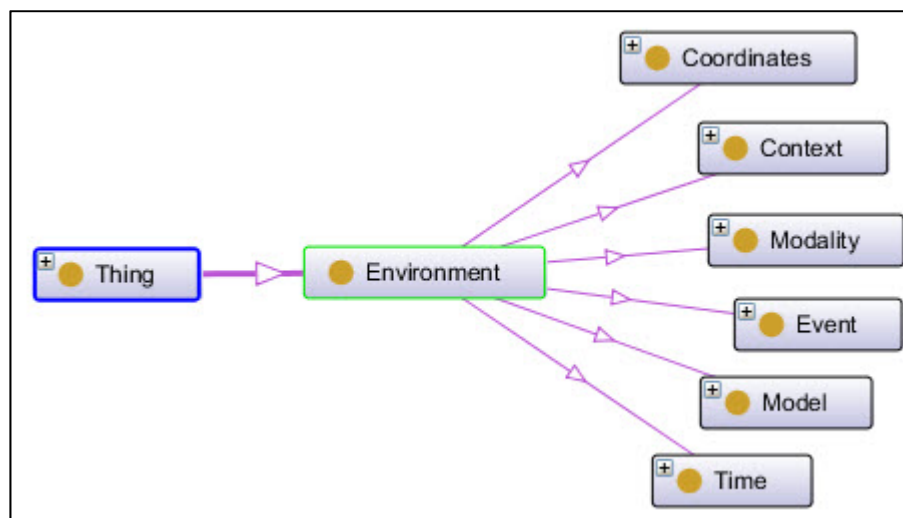 Coordinates
Context
Modality
Thing
Environment
Event
Model
Time